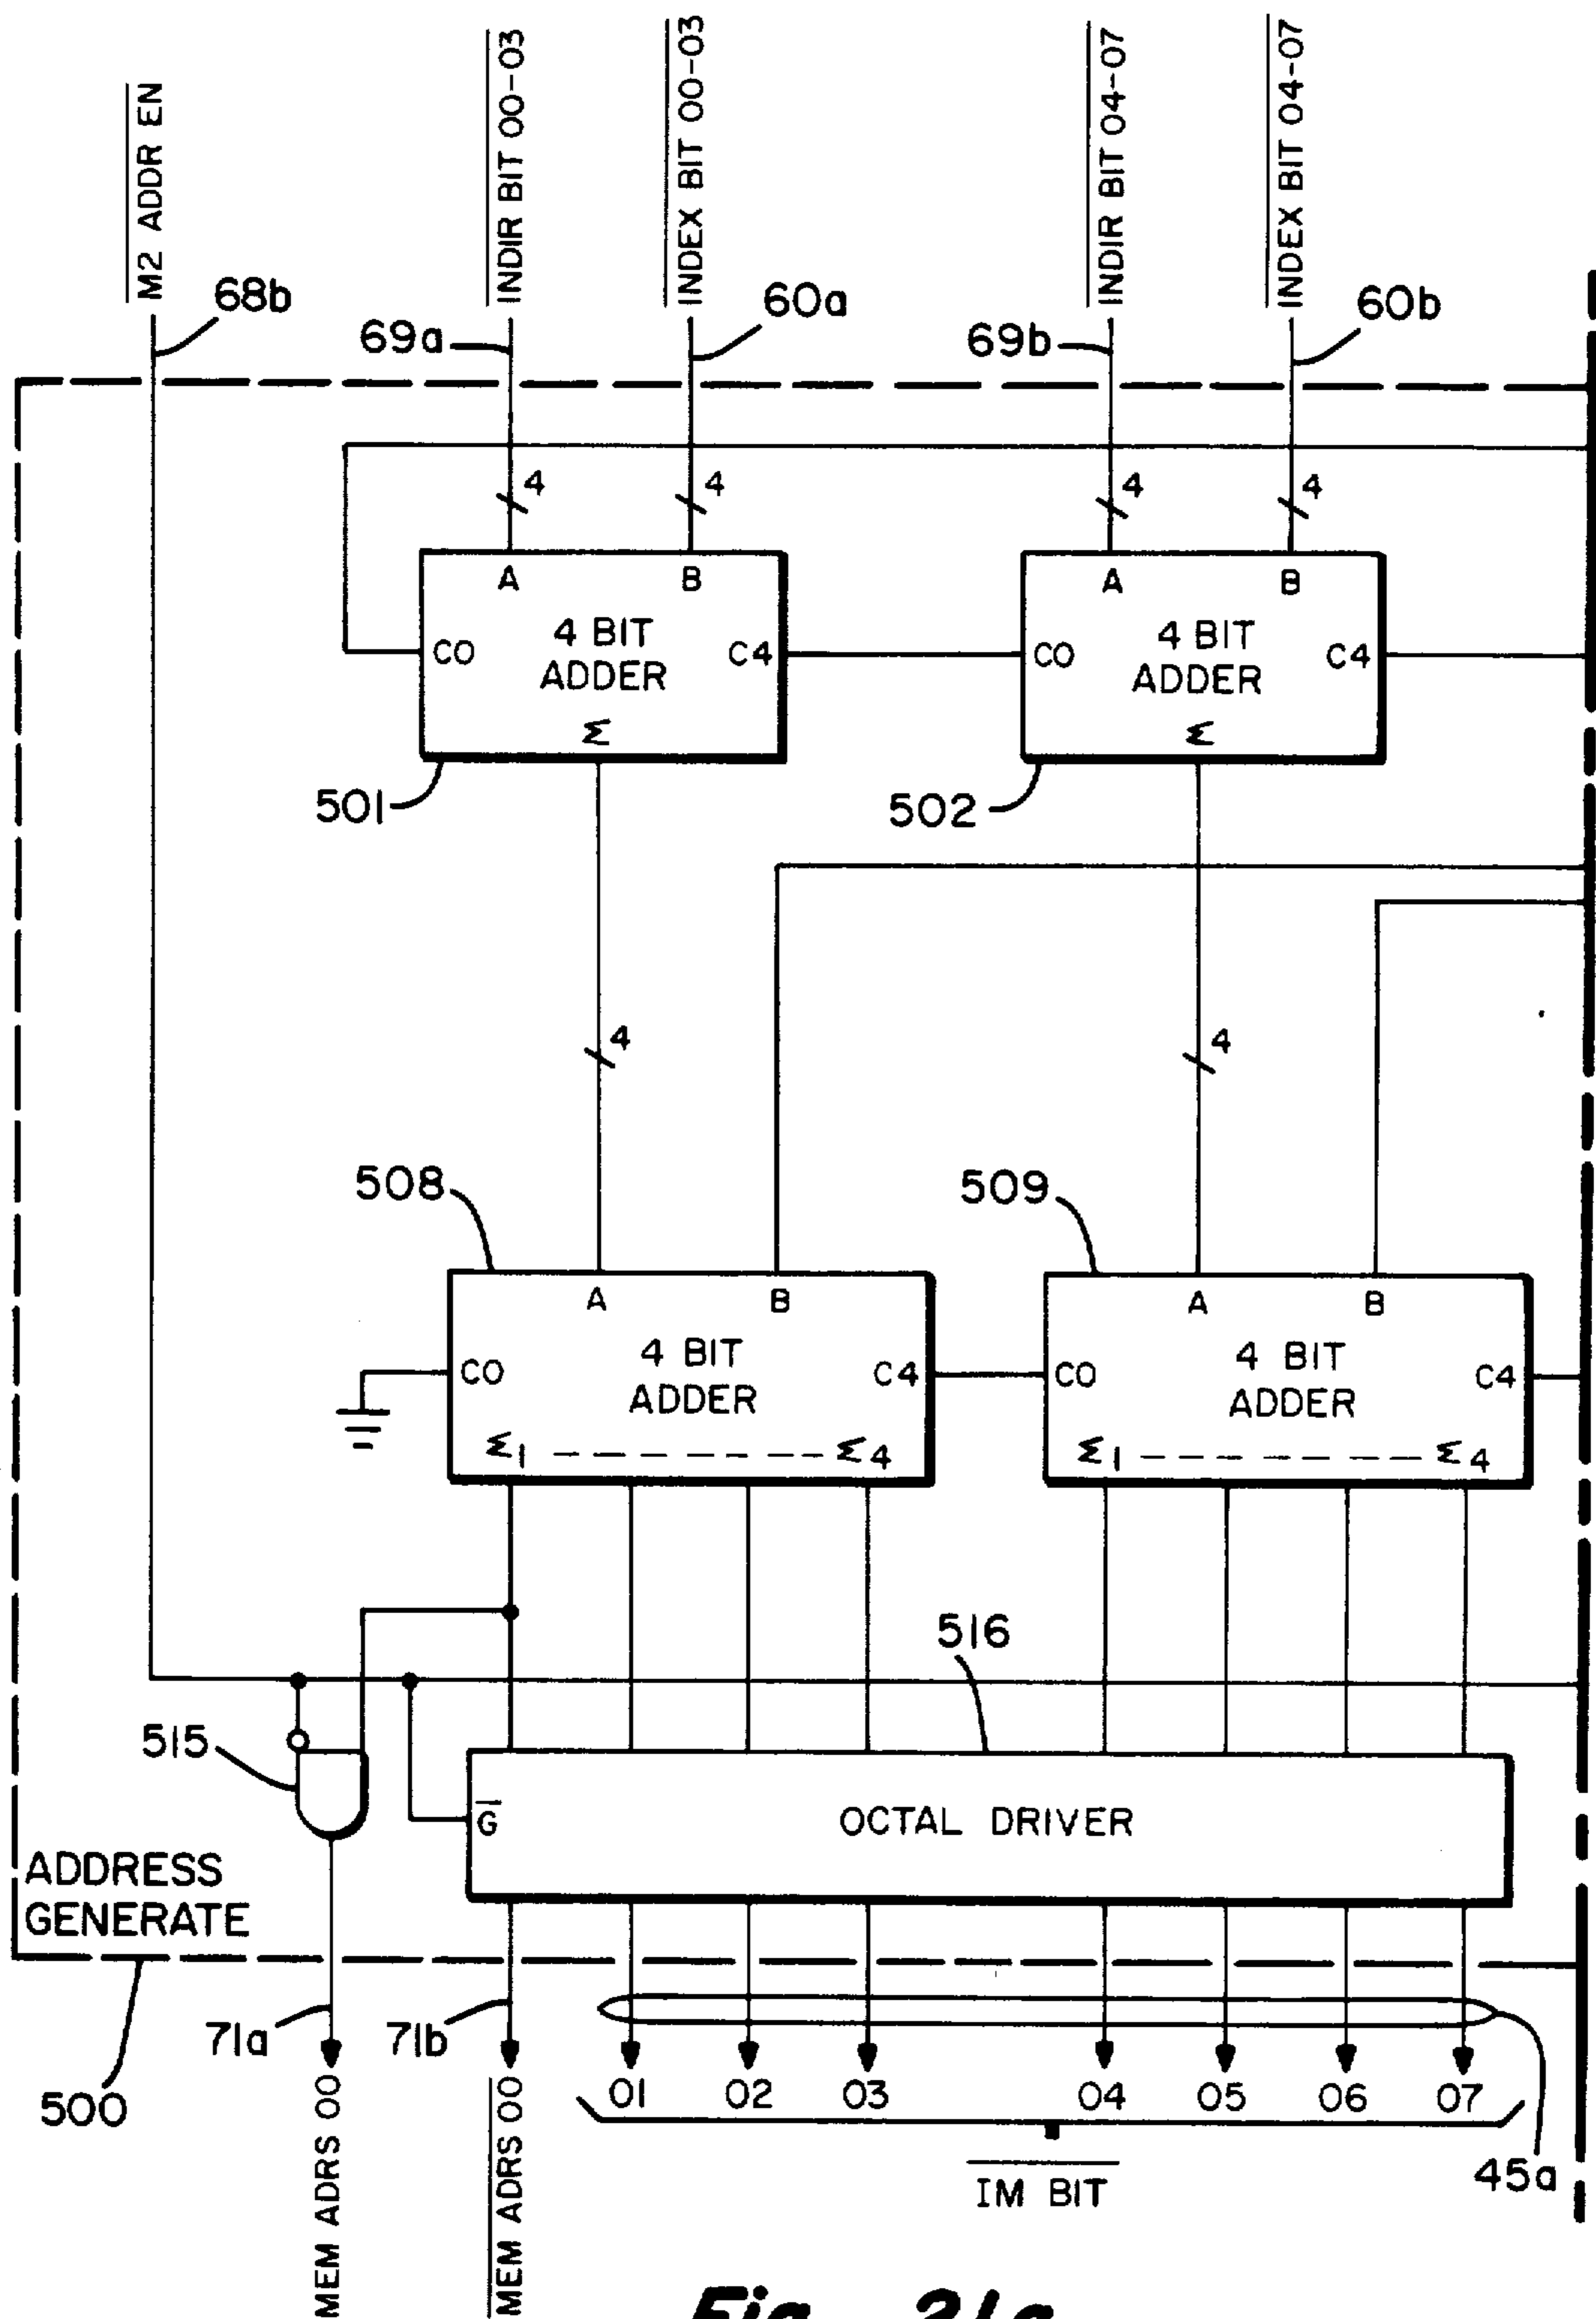 M2 ADDR EN
INDIR BIT 00-03
INDEX BIT 00-03
INDIR BIT 04-07
INDEX BIT 04-07
68b
69a
60a
69b
60b
4
4
4
4
A
B
C0
4 BIT
ADDER
C4
Σ
A
B
C0
4 BIT
ADDER
C4
Σ
501
502
4
4
508
509
A
B
C0
4 BIT
ADDER
C4
Σ1 Σ4
A
B
C0
4 BIT
ADDER
C4
Σ1 Σ4
516
515
G
OCTAL DRIVER
ADDRESS
GENERATE
71a
71b
500
01 02 03 04 05 06 07
45a
IM BIT
MEM ADRS 00
MEM ADRS 00